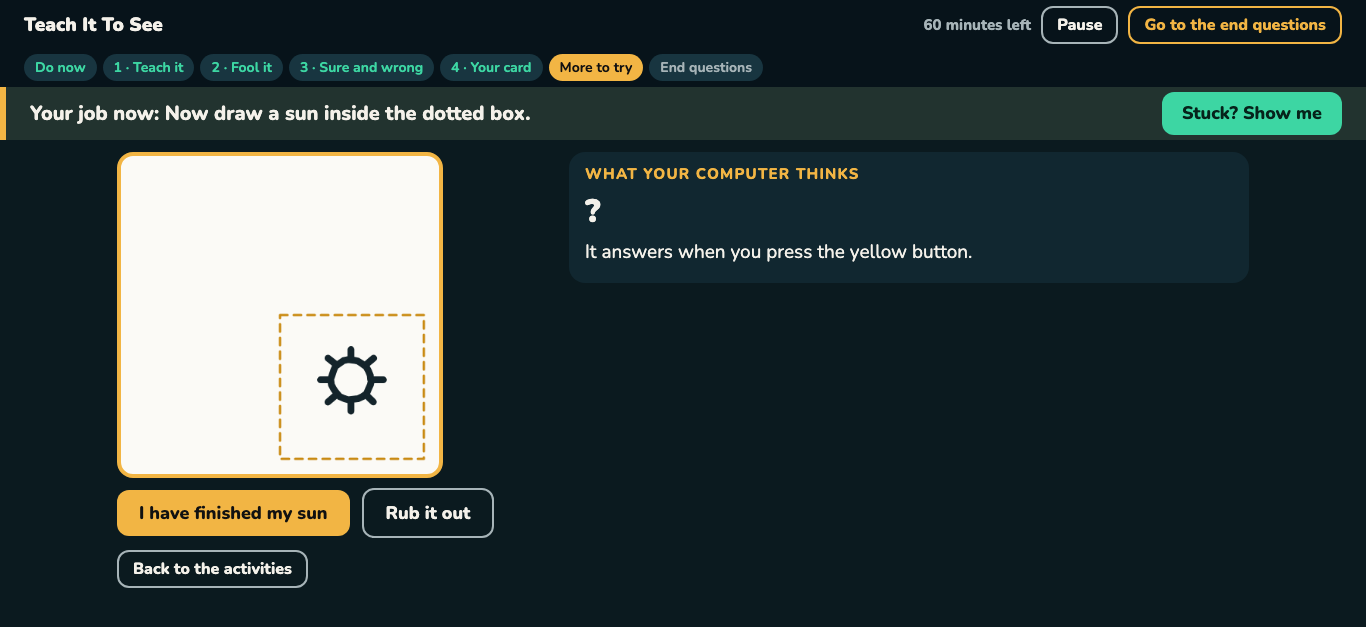 Teach It To See
60 minutes left
Pause
Go to the end questions
Do now
1 · Teach it
2 · Fool it
3 · Sure and wrong
4 · Your card
More to try
End questions
Your job now: Now draw a sun inside the dotted box.
Stuck? Show me
WHAT YOUR COMPUTER THINKS
?
It answers when you press the yellow button.
I have finished my sun
Rub it out
Back to the activities